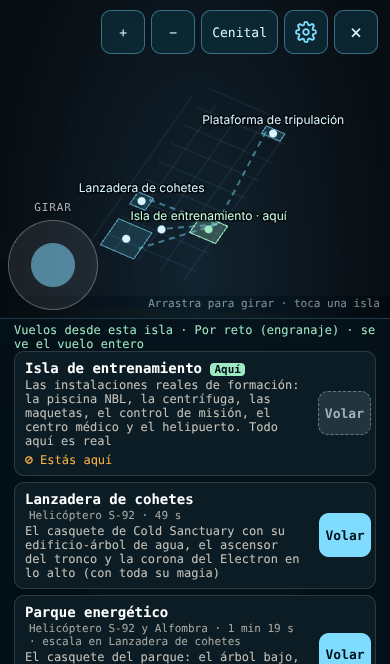 + − Cenital ×
Plataforma de tripulación
Lanzadera de cohetes
Isla de entrenamiento · aquí
GIRAR
Arrastra para girar · toca una isla
Vuelos desde esta isla · Por reto (engranaje) · se
ve el vuelo entero
Isla de entrenamiento Aquí
Las instalaciones reales de formación:
la piscina NBL, la centrífuga, las
maquetas, el control de misión, el
centro médico y el helipuerto. Todo
aquí es real
⊘ Estás aquí
Volar
Lanzadera de cohetes
Helicóptero S-92 · 49 s
El casquete de Cold Sanctuary con su
edificio-árbol de agua, el ascensor
del tronco y la corona del Electron en
lo alto (con toda su magia)
Volar
Parque energético
Helicóptero S-92 y Alfombra · 1 min 19 s
· escala en Lanzadera de cohetes
El casquete del parque: el árbol bajo,
Volar